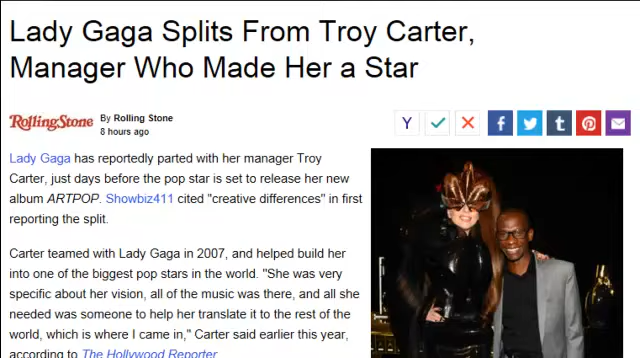 Lady Gaga Splits From Troy Carter,
Manager Who Made Her a Star
RollingStone
By Rolling Stone
8 hours ago
Y
f
t
Lady Gaga has reportedly parted with her manager Troy
Carter, just days before the pop star is set to release her new
album ARTPOP. Showbiz411 cited "creative differences" in first
reporting the split.
Carter teamed with Lady Gaga in 2007, and helped build her
into one of the biggest pop stars in the world. "She was very
specific about her vision, all of the music was there, and all she
needed was someone to help her translate it to the rest of the
world, which is where I came in," Carter said earlier this year,
according to The Hollywood Reporter